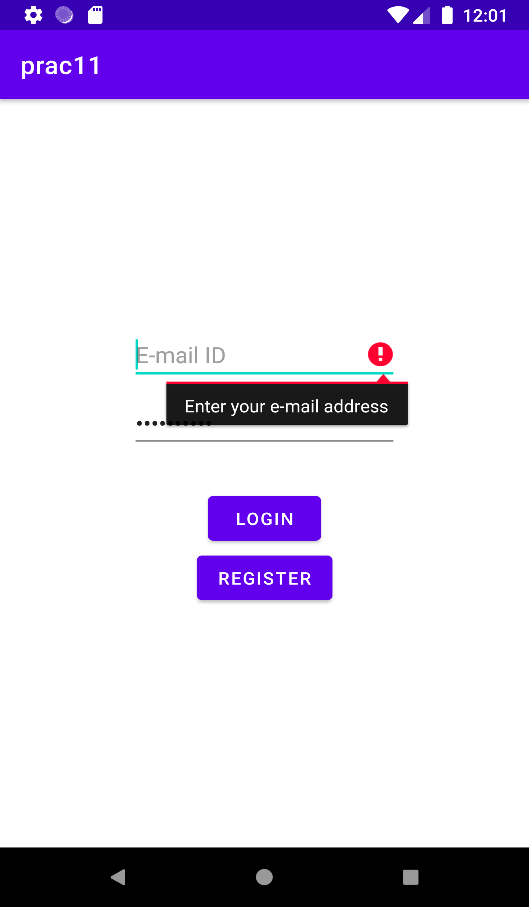 12:01
prac11
E-mail ID
Enter your e-mail address
••••••••••
LOGIN
REGISTER